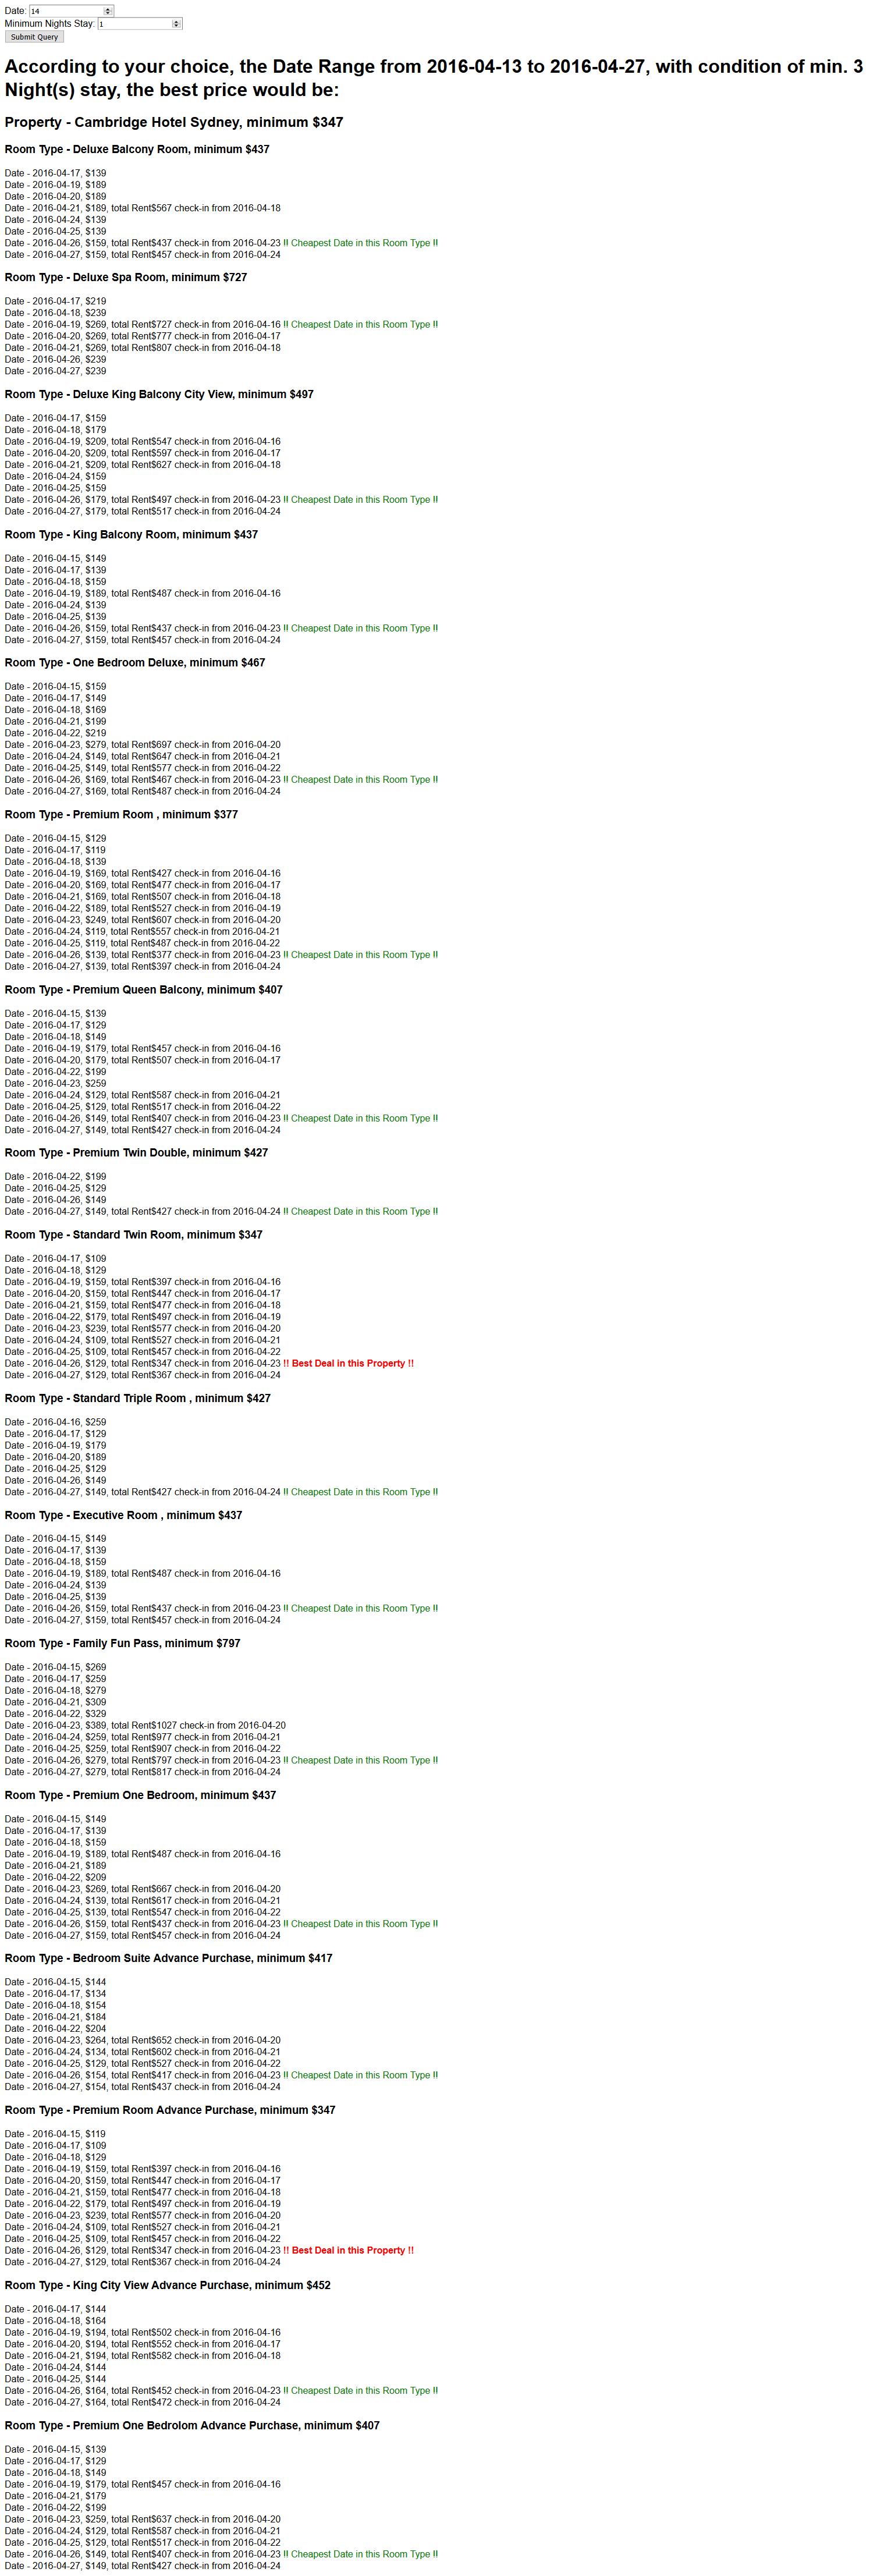 Date: 14
Minimum Nights Stay: 1
Submit Query
According to your choice, the Date Range from 2016-04-13 to 2016-04-27, with condition of min. 3
Night(s) stay, the best price would be:
Property - Cambridge Hotel Sydney, minimum $347
Room Type - Deluxe Balcony Room, minimum $437
Date - 2016-04-17, $139
Date - 2016-04-19, $189
Date - 2016-04-20, $189
Date - 2016-04-21, $189, total Rent$567 check-in from 2016-04-18
Date - 2016-04-24, $139
Date - 2016-04-25, $139
Date - 2016-04-26, $159, total Rent$437 check-in from 2016-04-23 !! Cheapest Date in this Room Type !!
Date - 2016-04-27, $159, total Rent$457 check-in from 2016-04-24
Room Type - Deluxe Spa Room, minimum $727
Date - 2016-04-17, $219
Date - 2016-04-18, $239
Date - 2016-04-19, $269, total Rent$727 check-in from 2016-04-16 !! Cheapest Date in this Room Type !!
Date - 2016-04-20, $269, total Rent$777 check-in from 2016-04-17
Date - 2016-04-21, $269, total Rent$807 check-in from 2016-04-18
Date - 2016-04-26, $239
Date - 2016-04-27, $239
Room Type - Deluxe King Balcony City View, minimum $497
Date - 2016-04-17, $159
Date - 2016-04-18, $179
Date - 2016-04-19, $209, total Rent$547 check-in from 2016-04-16
Date - 2016-04-20, $209, total Rent$597 check-in from 2016-04-17
Date - 2016-04-21, $209, total Rent$627 check-in from 2016-04-18
Date - 2016-04-24, $159
Date - 2016-04-25, $159
Date - 2016-04-26, $179, total Rent$497 check-in from 2016-04-23 !! Cheapest Date in this Room Type !!
Date - 2016-04-27, $179, total Rent$517 check-in from 2016-04-24
Room Type - King Balcony Room, minimum $437
Date - 2016-04-15, $149
Date - 2016-04-17, $139
Date - 2016-04-18, $159
Date - 2016-04-19, $189, total Rent$487 check-in from 2016-04-16
Date - 2016-04-24, $139
Date - 2016-04-25, $139
Date - 2016-04-26, $159, total Rent$437 check-in from 2016-04-23 !! Cheapest Date in this Room Type !!
Date - 2016-04-27, $159, total Rent$457 check-in from 2016-04-24
Room Type - One Bedroom Deluxe, minimum $467
Date - 2016-04-15, $159
Date - 2016-04-17, $149
Date - 2016-04-18, $169
Date - 2016-04-21, $199
Date - 2016-04-22, $219
Date - 2016-04-23, $279, total Rent$697 check-in from 2016-04-20
Date - 2016-04-24, $149, total Rent$647 check-in from 2016-04-21
Date - 2016-04-25, $149, total Rent$577 check-in from 2016-04-22
Date - 2016-04-26, $169, total Rent$467 check-in from 2016-04-23 !! Cheapest Date in this Room Type !!
Date - 2016-04-27, $169, total Rent$487 check-in from 2016-04-24
Room Type - Premium Room , minimum $377
Date - 2016-04-15, $129
Date - 2016-04-17, $119
Date - 2016-04-18, $139
Date - 2016-04-19, $169, total Rent$427 check-in from 2016-04-16
Date - 2016-04-20, $169, total Rent$477 check-in from 2016-04-17
Date - 2016-04-21, $169, total Rent$507 check-in from 2016-04-18
Date - 2016-04-22, $189, total Rent$527 check-in from 2016-04-19
Date - 2016-04-23, $249, total Rent$607 check-in from 2016-04-20
Date - 2016-04-24, $119, total Rent$557 check-in from 2016-04-21
Date - 2016-04-25, $119, total Rent$487 check-in from 2016-04-22
Date - 2016-04-26, $139, total Rent$377 check-in from 2016-04-23 !! Cheapest Date in this Room Type !!
Date - 2016-04-27, $139, total Rent$397 check-in from 2016-04-24
Room Type - Premium Queen Balcony, minimum $407
Date - 2016-04-15, $139
Date - 2016-04-17, $129
Date - 2016-04-18, $149
Date - 2016-04-19, $179, total Rent$457 check-in from 2016-04-16
Date - 2016-04-20, $179, total Rent$507 check-in from 2016-04-17
Date - 2016-04-22, $199
Date - 2016-04-23, $259
Date - 2016-04-24, $129, total Rent$587 check-in from 2016-04-21
Date - 2016-04-25, $129, total Rent$517 check-in from 2016-04-22
Date - 2016-04-26, $149, total Rent$407 check-in from 2016-04-23 !! Cheapest Date in this Room Type !!
Date - 2016-04-27, $149, total Rent$427 check-in from 2016-04-24
Room Type - Premium Twin Double, minimum $427
Date - 2016-04-22, $199
Date - 2016-04-25, $129
Date - 2016-04-26, $149
Date - 2016-04-27, $149, total Rent$427 check-in from 2016-04-24 !! Cheapest Date in this Room Type !!
Room Type - Standard Twin Room, minimum $347
Date - 2016-04-17, $109
Date - 2016-04-18, $129
Date - 2016-04-19, $159, total Rent$397 check-in from 2016-04-16
Date - 2016-04-20, $159, total Rent$447 check-in from 2016-04-17
Date - 2016-04-21, $159, total Rent$477 check-in from 2016-04-18
Date - 2016-04-22, $179, total Rent$497 check-in from 2016-04-19
Date - 2016-04-23, $239, total Rent$577 check-in from 2016-04-20
Date - 2016-04-24, $109, total Rent$527 check-in from 2016-04-21
Date - 2016-04-25, $109, total Rent$457 check-in from 2016-04-22
Date - 2016-04-26, $129, total Rent$347 check-in from 2016-04-23 !! Best Deal in this Property !!
Date - 2016-04-27, $129, total Rent$367 check-in from 2016-04-24
Room Type - Standard Triple Room , minimum $427
Date - 2016-04-16, $259
Date - 2016-04-17, $129
Date - 2016-04-19, $179
Date - 2016-04-20, $189
Date - 2016-04-25, $129
Date - 2016-04-26, $149
Date - 2016-04-27, $149, total Rent$427 check-in from 2016-04-24 !! Cheapest Date in this Room Type !!
Room Type - Executive Room , minimum $437
Date - 2016-04-15, $149
Date - 2016-04-17, $139
Date - 2016-04-18, $159
Date - 2016-04-19, $189, total Rent$487 check-in from 2016-04-16
Date - 2016-04-24, $139
Date - 2016-04-25, $139
Date - 2016-04-26, $159, total Rent$437 check-in from 2016-04-23 !! Cheapest Date in this Room Type !!
Date - 2016-04-27, $159, total Rent$457 check-in from 2016-04-24
Room Type - Family Fun Pass, minimum $797
Date - 2016-04-15, $269
Date - 2016-04-17, $259
Date - 2016-04-18, $279
Date - 2016-04-21, $309
Date - 2016-04-22, $329
Date - 2016-04-23, $389, total Rent$1027 check-in from 2016-04-20
Date - 2016-04-24, $259, total Rent$977 check-in from 2016-04-21
Date - 2016-04-25, $259, total Rent$907 check-in from 2016-04-22
Date - 2016-04-26, $279, total Rent$797 check-in from 2016-04-23 !! Cheapest Date in this Room Type !!
Date - 2016-04-27, $279, total Rent$817 check-in from 2016-04-24
Room Type - Premium One Bedroom, minimum $437
Date - 2016-04-15, $149
Date - 2016-04-17, $139
Date - 2016-04-18, $159
Date - 2016-04-19, $189, total Rent$487 check-in from 2016-04-16
Date - 2016-04-21, $189
Date - 2016-04-22, $209
Date - 2016-04-23, $269, total Rent$667 check-in from 2016-04-20
Date - 2016-04-24, $139, total Rent$617 check-in from 2016-04-21
Date - 2016-04-25, $139, total Rent$547 check-in from 2016-04-22
Date - 2016-04-26, $159, total Rent$437 check-in from 2016-04-23 !! Cheapest Date in this Room Type !!
Date - 2016-04-27, $159, total Rent$457 check-in from 2016-04-24
Room Type - Bedroom Suite Advance Purchase, minimum $417
Date - 2016-04-15, $144
Date - 2016-04-17, $134
Date - 2016-04-18, $154
Date - 2016-04-21, $184
Date - 2016-04-22, $204
Date - 2016-04-23, $264, total Rent$652 check-in from 2016-04-20
Date - 2016-04-24, $134, total Rent$602 check-in from 2016-04-21
Date - 2016-04-25, $129, total Rent$527 check-in from 2016-04-22
Date - 2016-04-26, $154, total Rent$417 check-in from 2016-04-23 !! Cheapest Date in this Room Type !!
Date - 2016-04-27, $154, total Rent$437 check-in from 2016-04-24
Room Type - Premium Room Advance Purchase, minimum $347
Date - 2016-04-15, $119
Date - 2016-04-17, $109
Date - 2016-04-18, $129
Date - 2016-04-19, $159, total Rent$397 check-in from 2016-04-16
Date - 2016-04-20, $159, total Rent$447 check-in from 2016-04-17
Date - 2016-04-21, $159, total Rent$477 check-in from 2016-04-18
Date - 2016-04-22, $179, total Rent$497 check-in from 2016-04-19
Date - 2016-04-23, $239, total Rent$577 check-in from 2016-04-20
Date - 2016-04-24, $109, total Rent$527 check-in from 2016-04-21
Date - 2016-04-25, $109, total Rent$457 check-in from 2016-04-22
Date - 2016-04-26, $129, total Rent$347 check-in from 2016-04-23 !! Best Deal in this Property !!
Date - 2016-04-27, $129, total Rent$367 check-in from 2016-04-24
Room Type - King City View Advance Purchase, minimum $452
Date - 2016-04-17, $144
Date - 2016-04-18, $164
Date - 2016-04-19, $194, total Rent$502 check-in from 2016-04-16
Date - 2016-04-20, $194, total Rent$552 check-in from 2016-04-17
Date - 2016-04-21, $194, total Rent$582 check-in from 2016-04-18
Date - 2016-04-24, $144
Date - 2016-04-25, $144
Date - 2016-04-26, $164, total Rent$452 check-in from 2016-04-23 !! Cheapest Date in this Room Type !!
Date - 2016-04-27, $164, total Rent$472 check-in from 2016-04-24
Room Type - Premium One Bedrolom Advance Purchase, minimum $407
Date - 2016-04-15, $139
Date - 2016-04-17, $129
Date - 2016-04-18, $149
Date - 2016-04-19, $179, total Rent$457 check-in from 2016-04-16
Date - 2016-04-21, $179
Date - 2016-04-22, $199
Date - 2016-04-23, $259, total Rent$637 check-in from 2016-04-20
Date - 2016-04-24, $129, total Rent$587 check-in from 2016-04-21
Date - 2016-04-25, $129, total Rent$517 check-in from 2016-04-22
Date - 2016-04-26, $149, total Rent$407 check-in from 2016-04-23 !! Cheapest Date in this Room Type !!
Date - 2016-04-27, $149, total Rent$427 check-in from 2016-04-24